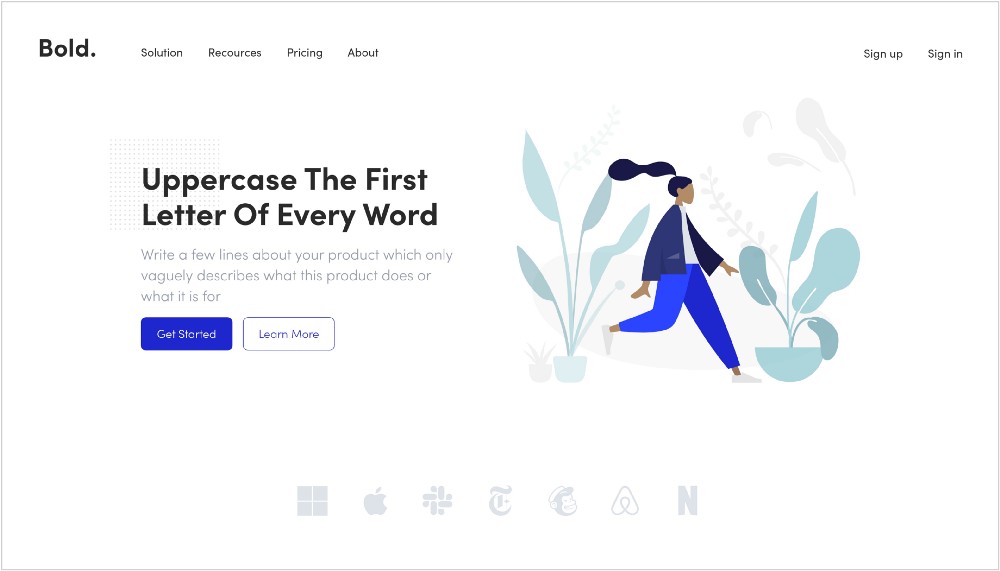 Bold.
Solution Recources Pricing About
Sign up Sign in
Uppercase The First
Letter Of Every Word
Write a few lines about your product which only
vaguely describes what this product does or
what it is for
Get Started Learn More
T N